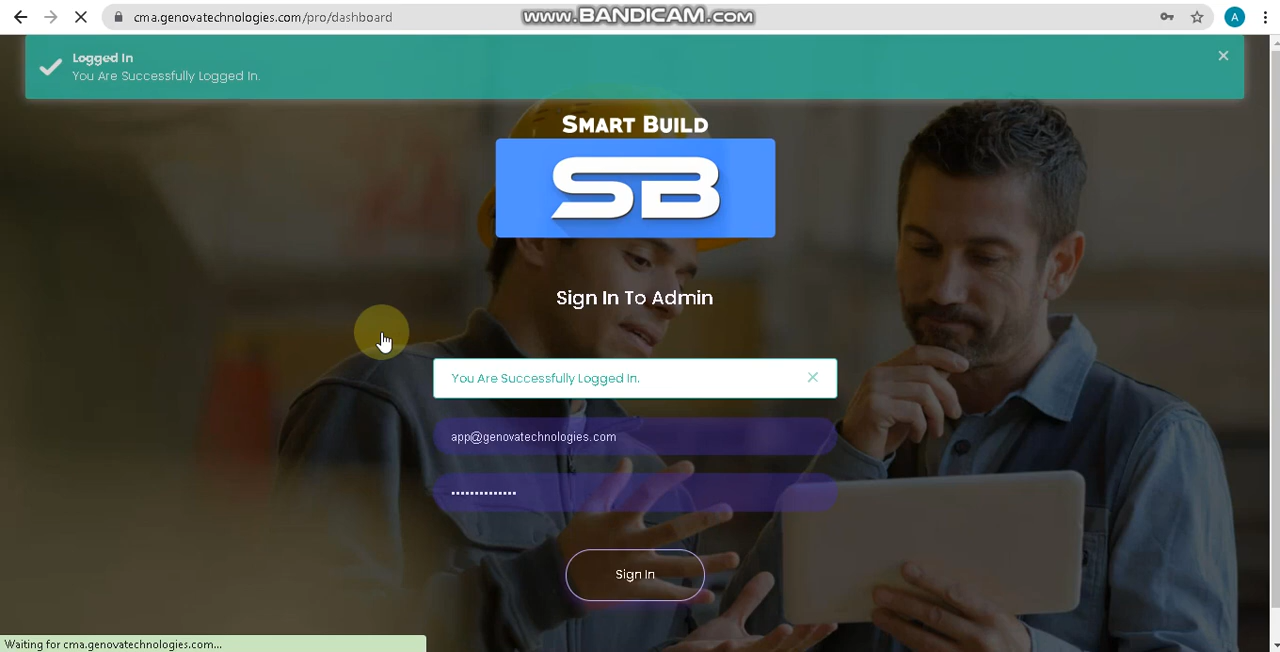 cma.genovatechnologies.com/pro/dashboard
WWW.BANDICAM.COM
A
Logged In
You Are Successfully Logged In.
SMART BUILD
SB
Sign In To Admin
You Are Successfully Logged In.
app@genovatechnologies.com
Sign In
Waiting for cma.genovatechnologies.com...